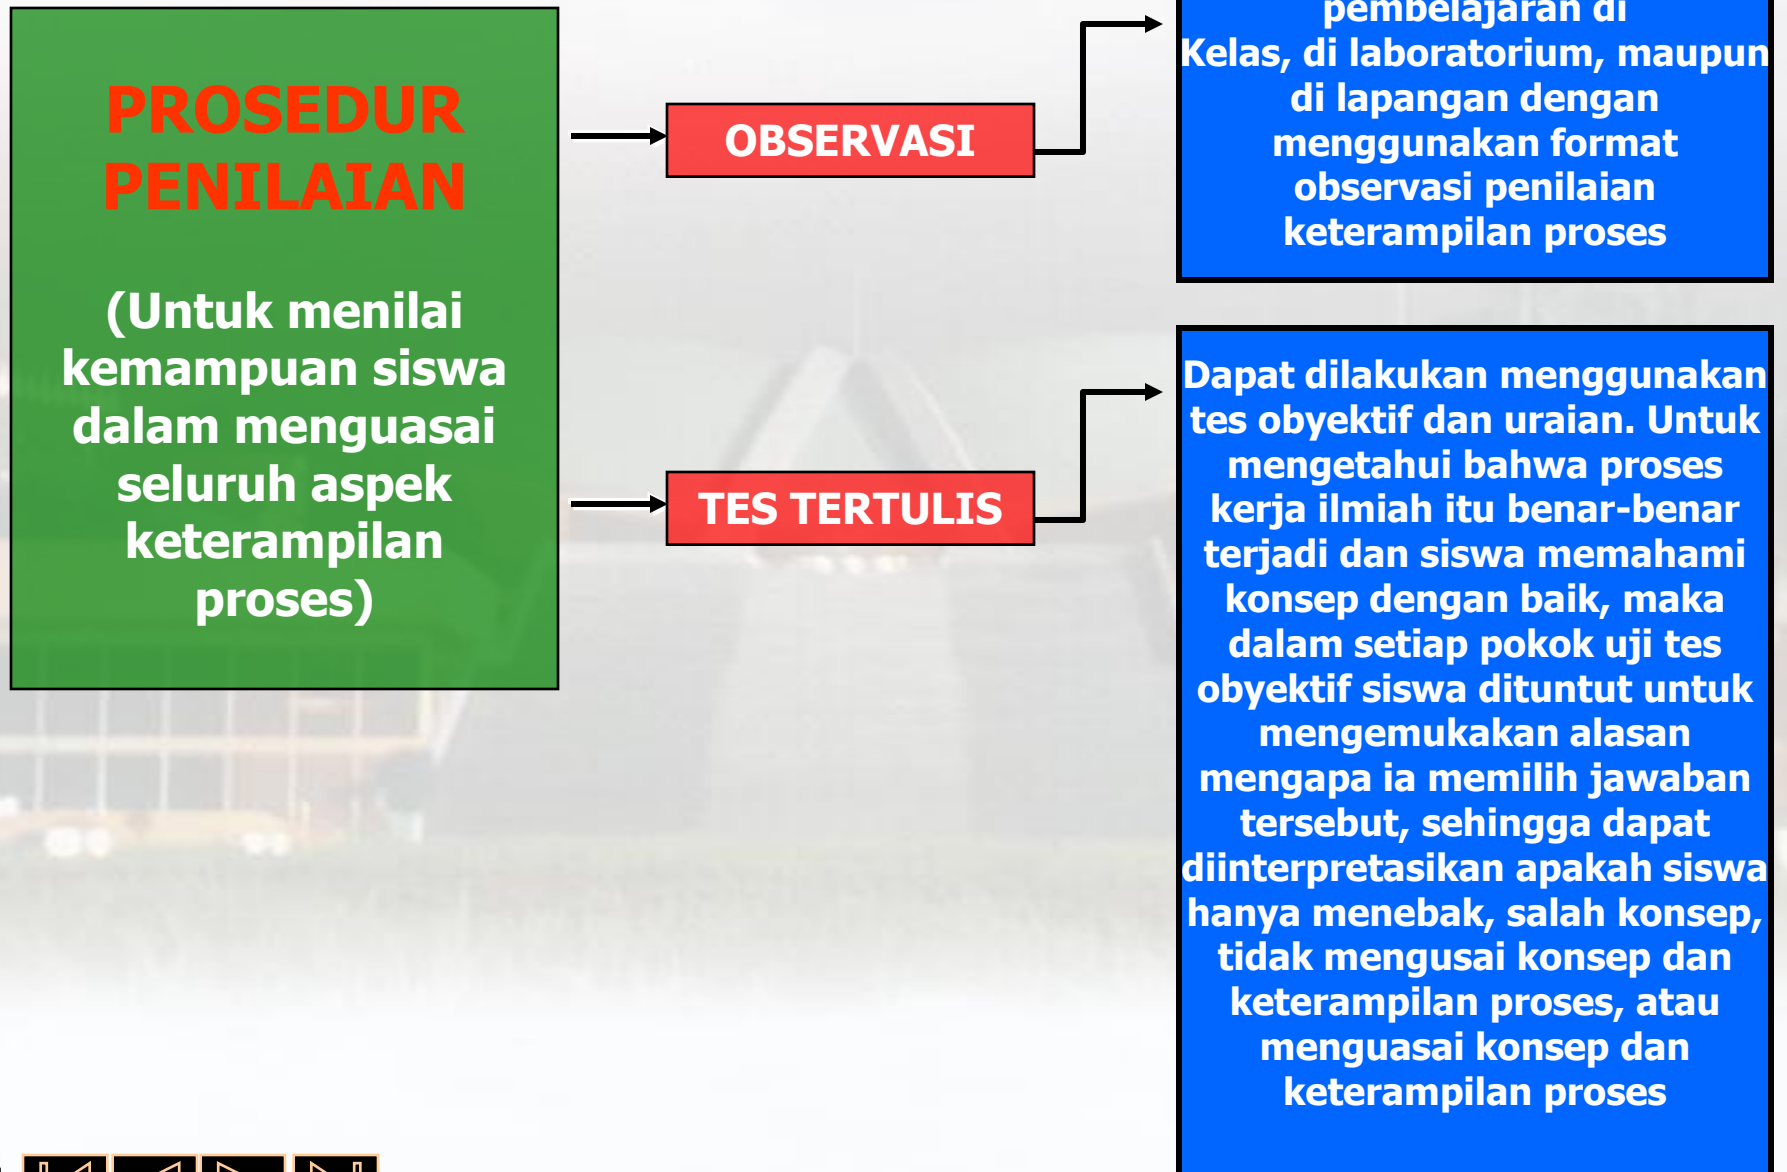 PROSEDUR
PENILAIAN
(Untuk menilai
kemampuan siswa
dalam menguasai
seluruh aspek
keterampilan
proses)
OBSERVASI
pembelajaran di
Kelas, di laboratorium, maupun
di lapangan dengan
menggunakan format
observasi penilaian
keterampilan proses
TES TERTULIS
Dapat dilakukan menggunakan
tes obyektif dan uraian. Untuk
mengetahui bahwa proses
kerja ilmiah itu benar-benar
terjadi dan siswa memahami
konsep dengan baik, maka
dalam setiap pokok uji tes
obyektif siswa dituntut untuk
mengemukakan alasan
mengapa ia memilih jawaban
tersebut, sehingga dapat
diinterpretasikan apakah siswa
hanya menebak, salah konsep,
tidak mengusai konsep dan
keterampilan proses, atau
menguasai konsep dan
keterampilan proses